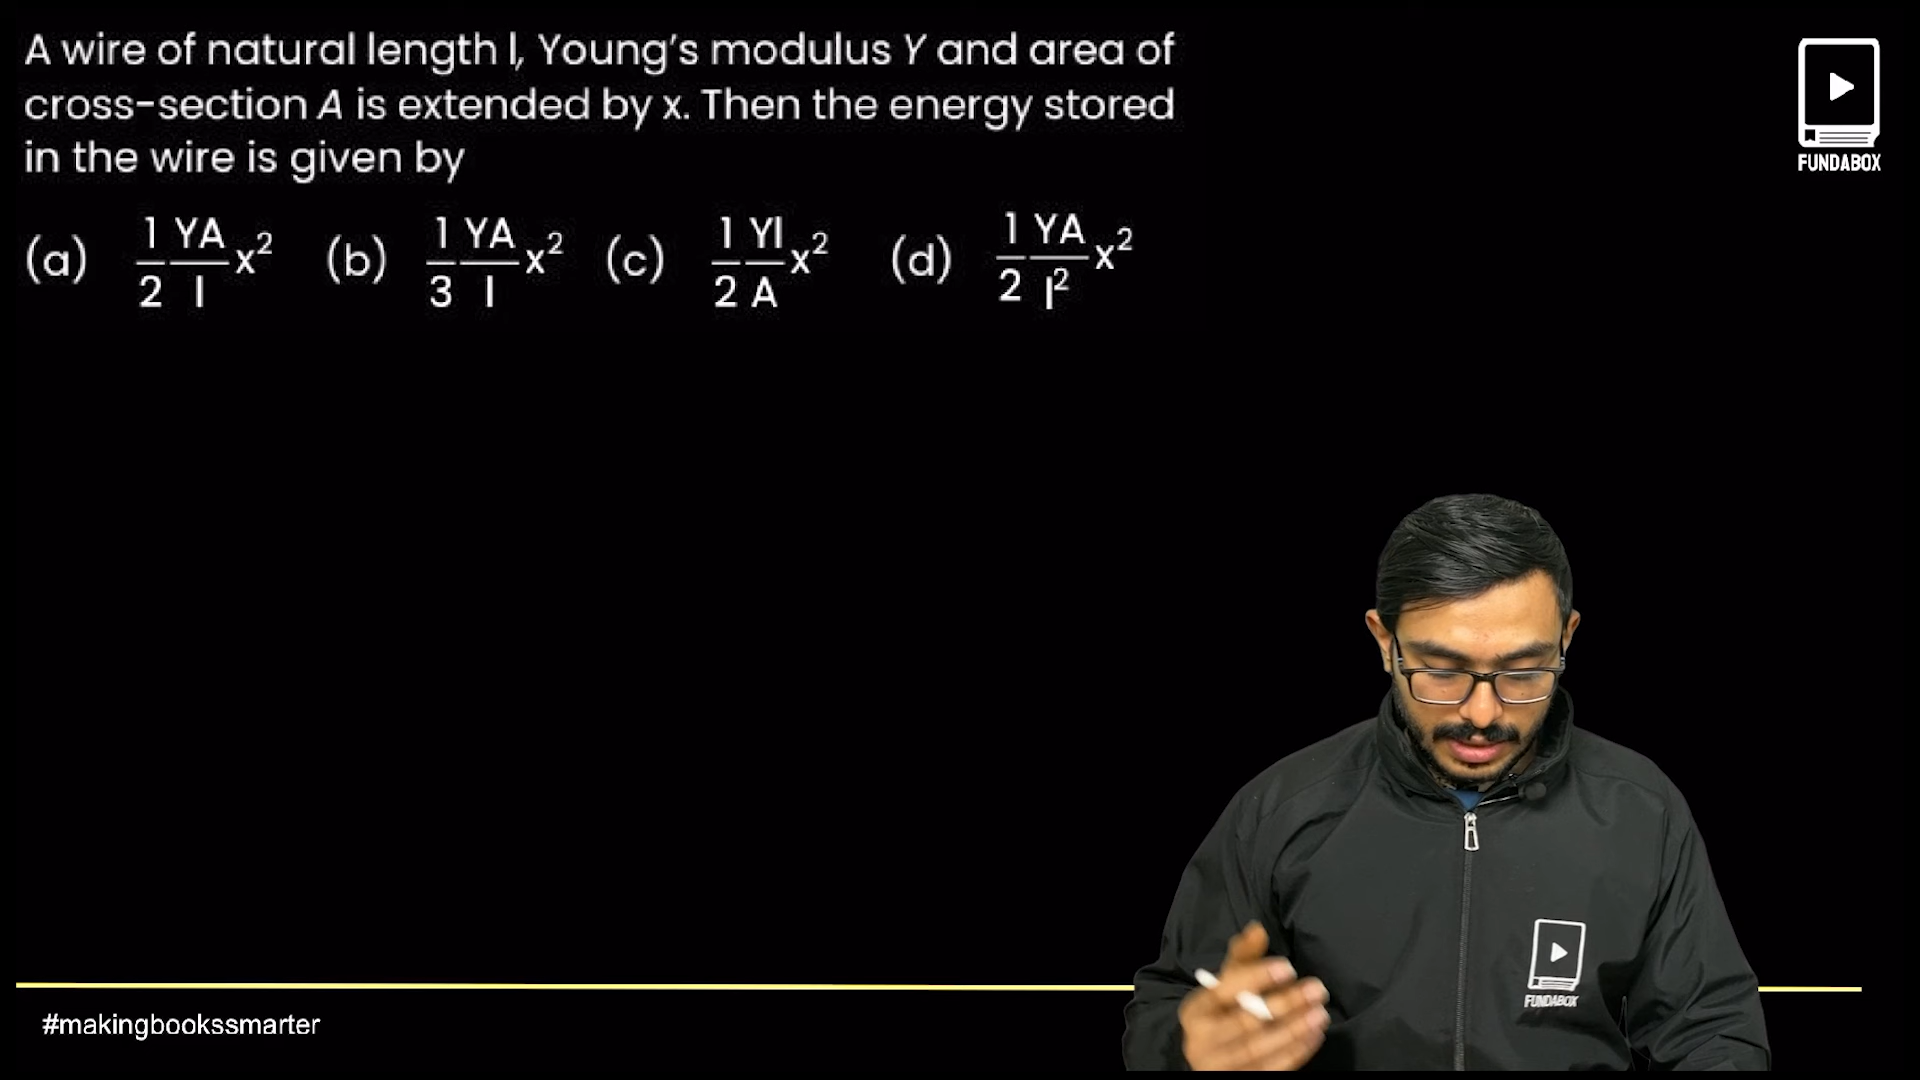 A wire of natural length l, Young's modulus Y and area of
cross-section A is extended by x. Then the energy stored
in the wire is given by
(a) 1/2 YA/l x² (b) 1/3 YA/l x² (c) 1/2 Yl/A x² (d) 1/2 YA/l² x²
FUNDABOX
FUNDABOX
#makingbookssmarter